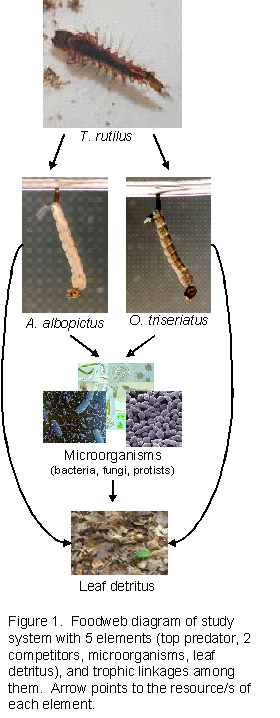 T. rutilus
A. albopictus
O. triseriatus
Microorganisms
(bacteria, fungi, protists)
Leaf detritus
Figure 1.  Foodweb diagram of study
system with 5 elements (top predator, 2
competitors, microorganisms, leaf
detritus), and trophic linkages among
them.  Arrow points to the resource/s of
each element.